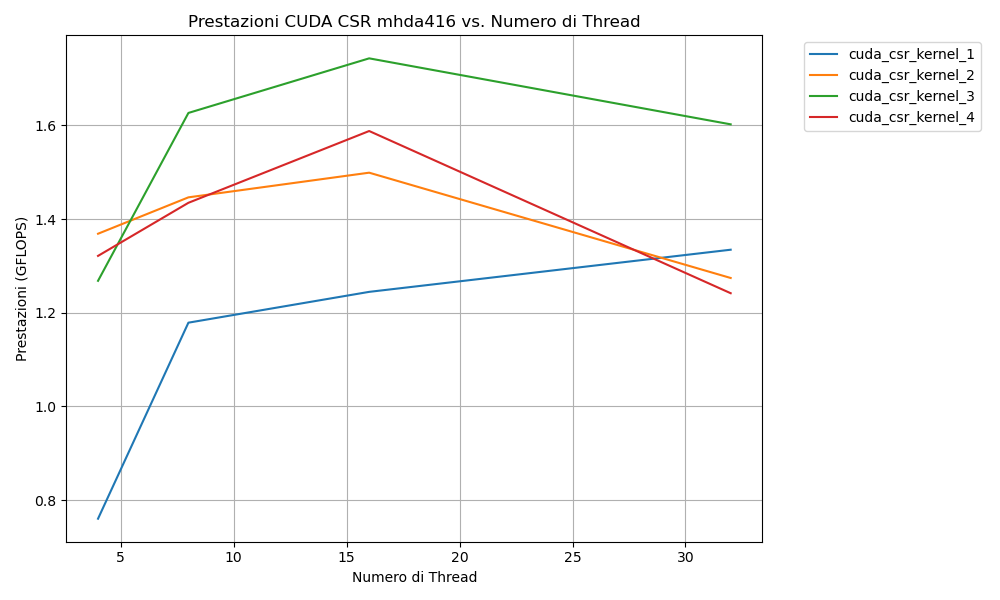 Prestazioni CUDA CSR mhda416 vs. Numero di Thread
cuda_csr_kernel_1
cuda_csr_kernel_2
cuda_csr_kernel_3
cuda_csr_kernel_4
Prestazioni (GFLOPS)
1.6
1.4
1.2
1.0
0.8
5 10 15 20 25 30
Numero di Thread